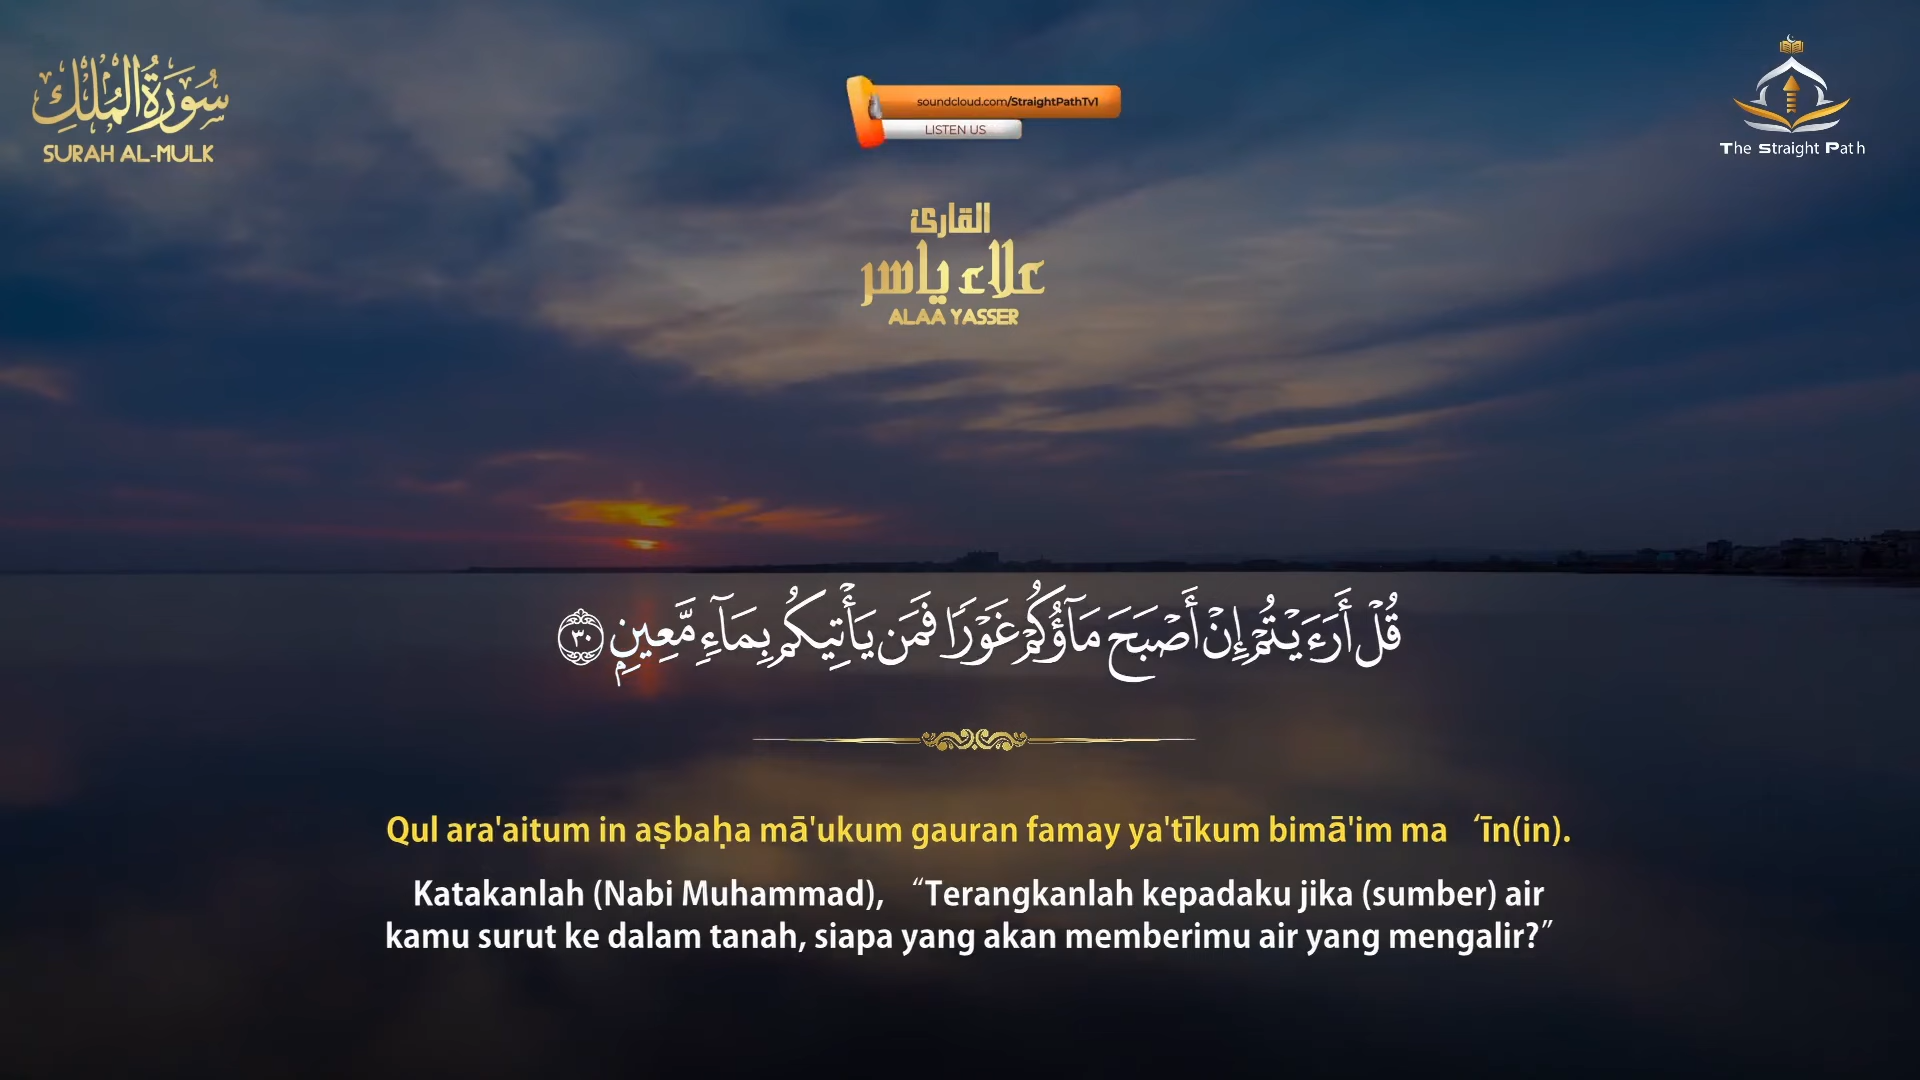 سُورَةُ الْمُلْكِ
SURAH AL-MULK
soundcloud.com/StraightPathTv1
LISTEN US
The Straight Path
القارئ
علاء ياسر
ALAA YASSER
قُلْ أَرَءَيْتُمْ إِنْ أَصْبَحَ مَآؤُكُمْ غَوْرًا فَمَن يَأْتِيكُم بِمَآءٍ مَّعِينٍۭ ٣٠
Qul ara'aitum in aṣbaḥa mā'ukum gauran famay ya'tīkum bimā'im ma ‘īn(in).
Katakanlah (Nabi Muhammad), “Terangkanlah kepadaku jika (sumber) air
kamu surut ke dalam tanah, siapa yang akan memberimu air yang mengalir?”